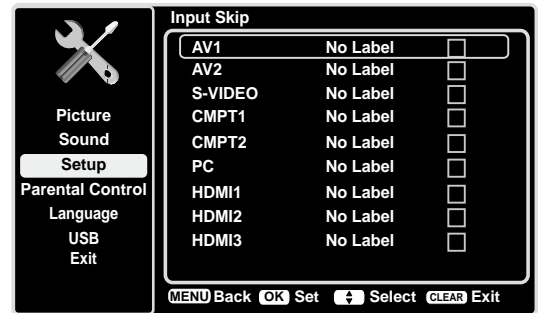 Input Skip
Picture
Sound
Setup
Parental Control
Language
USB
Exit
AV1 No Label
AV2 No Label
S-VIDEO No Label
CMPT1 No Label
CMPT2 No Label
PC No Label
HDMI1 No Label
HDMI2 No Label
HDMI3 No Label
MENU Back OK Set Select CLEAR Exit